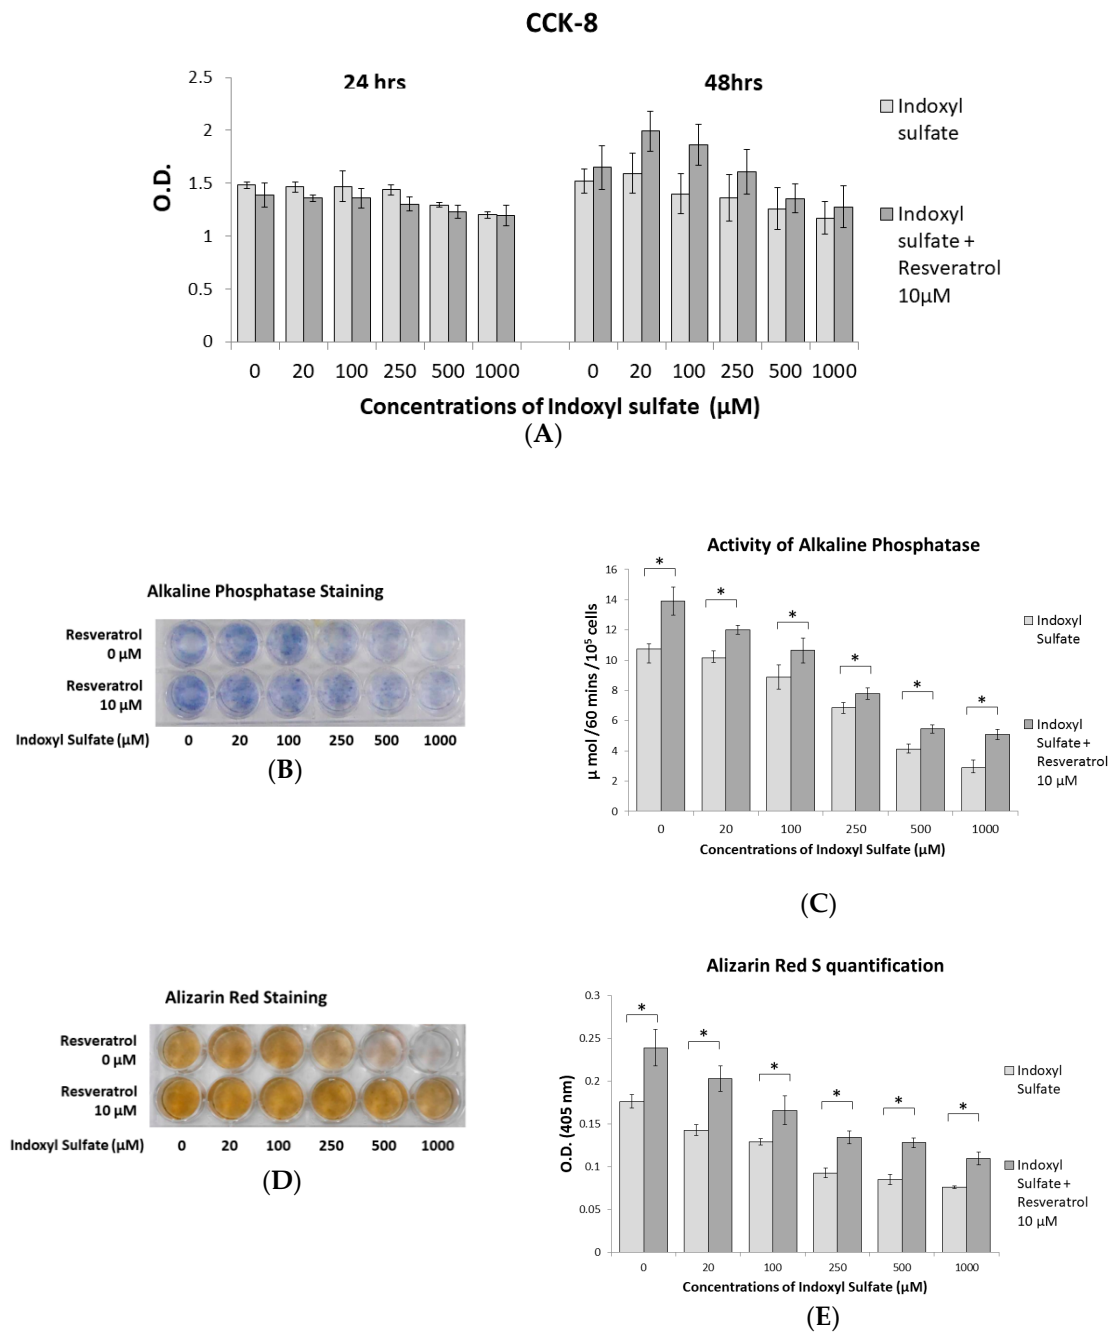 CCK-8
24 hrs
48hrs
2.5
2
1.5
1
0.5
0
O.D.
0 20 100 250 500 1000
0 20 100 250 500 1000
Concentrations of Indoxyl sulfate (µM)
Indoxyl
sulfate
Indoxyl
sulfate +
Resveratrol
10µM
(A)
Alkaline Phosphatase Staining
Resveratrol
0 µM
Resveratrol
10 µM
Indoxyl Sulfate (µM) 0 20 100 250 500 1000
(B)
Activity of Alkaline Phosphatase
16
14
12
10
8
6
4
2
0
µ mol /60 mins /10⁵ cells
* * * * * *
0 20 100 250 500 1000
Concentrations of Indoxyl Sulfate (µM)
Indoxyl
Sulfate
Indoxyl
Sulfate +
Resveratrol
10 µM
(C)
Alizarin Red Staining
Resveratrol
0 µM
Resveratrol
10 µM
Indoxyl Sulfate (µM) 0 20 100 250 500 1000
(D)
Alizarin Red S quantification
0.3
0.25
0.2
0.15
0.1
0.05
0
O.D. (405 nm)
* * * * * *
0 20 100 250 500 1000
Concentrations of Indoxyl Sulfate (µM)
Indoxyl
Sulfate
Indoxyl
Sulfate +
Resveratrol
10 µM
(E)